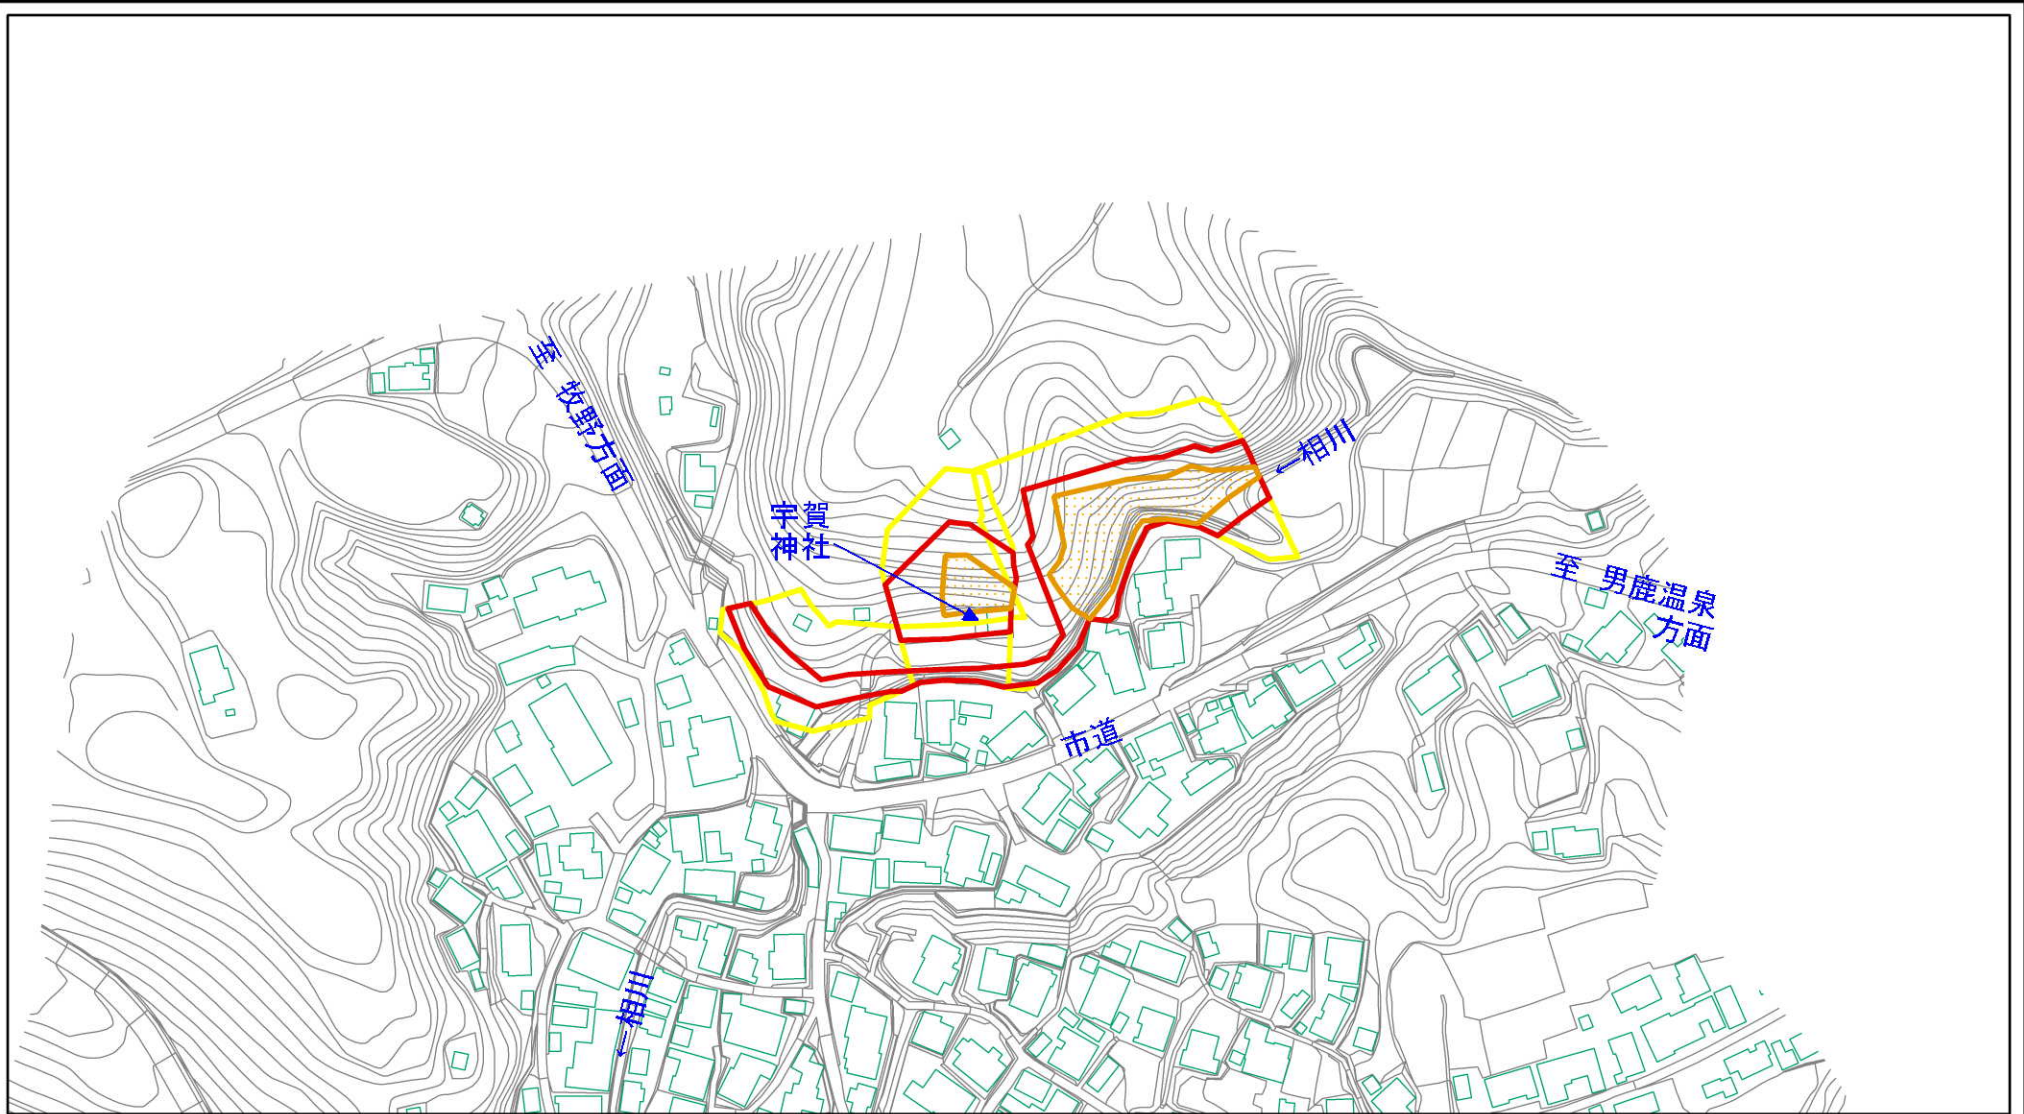 至 牧野方面
←相川
宇賀
神社
至 男鹿温泉
方面
市道
←相川